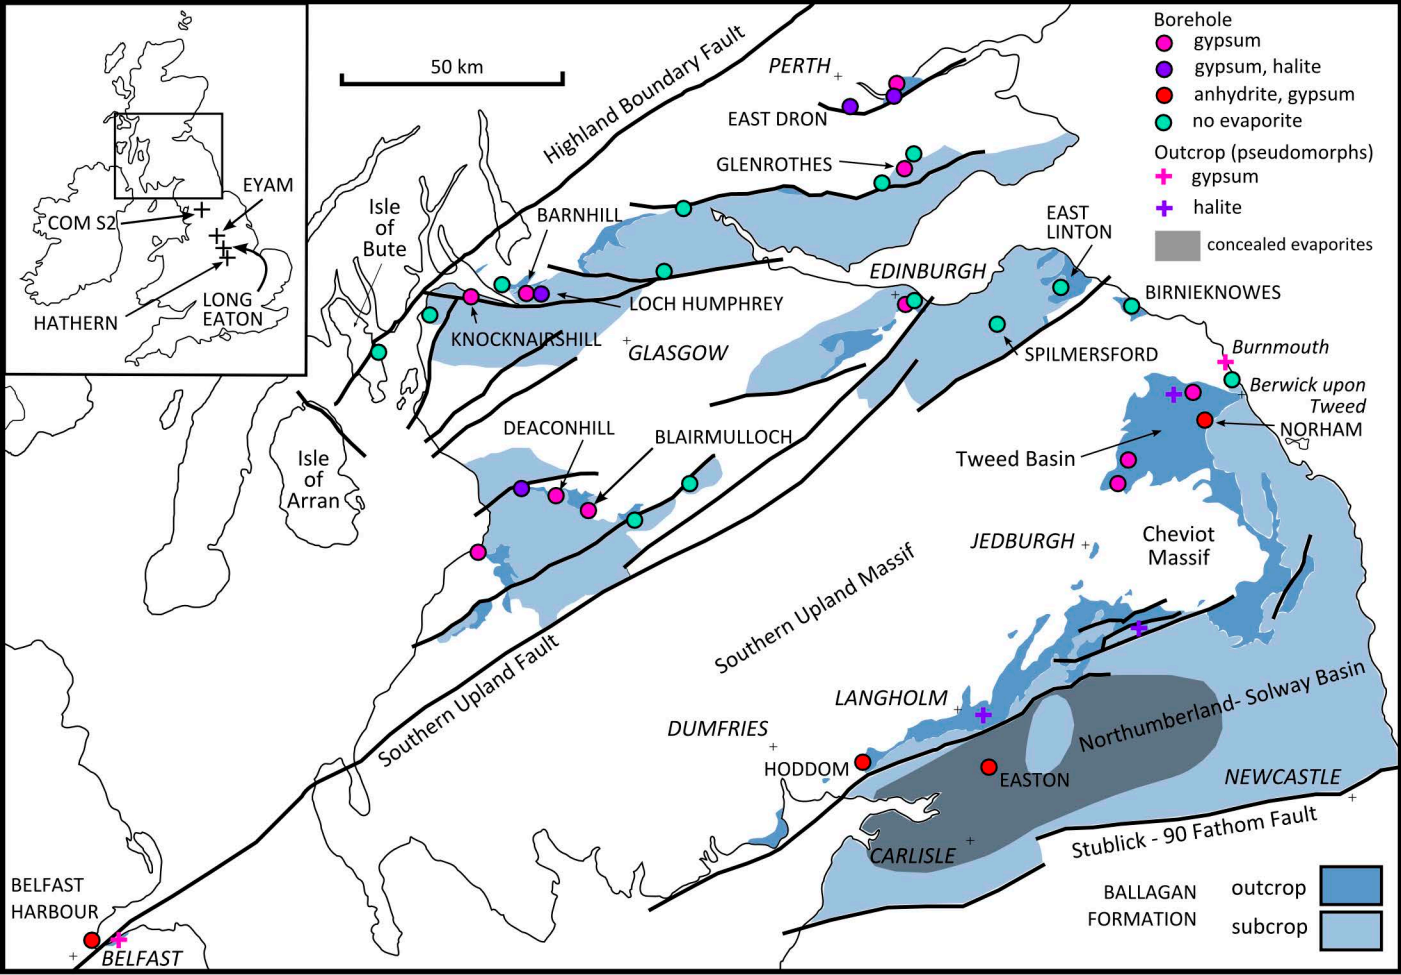 50 km
Highland Boundary Fault
PERTH
EAST DRON
GLENROTHES
Borehole
gypsum
gypsum, halite
anhydrite, gypsum
no evaporite
Outcrop (pseudomorphs)
gypsum
halite
concealed evaporites
EYAM
COM S2
HATHERN
LONG
EATON
Isle
of
Bute
BARNHILL
LOCH HUMPHREY
KNOCKNAIRSHILL
GLASGOW
EDINBURGH
EAST
LINTON
BIRNIEKNOWES
SPILMERSFORD
Burnmouth
Berwick upon
Tweed
NORHAM
Tweed Basin
DEACONHILL
BLAIRMULLOCH
Isle
of
Arran
JEDBURGH
Cheviot
Massif
Southern Upland Massif
Southern Upland Fault
LANGHOLM
DUMFRIES
HODDOM
EASTON
Northumberland- Solway Basin
NEWCASTLE
CARLISLE
Stublick - 90 Fathom Fault
BELFAST
HARBOUR
BELFAST
BALLAGAN
FORMATION
outcrop
subcrop